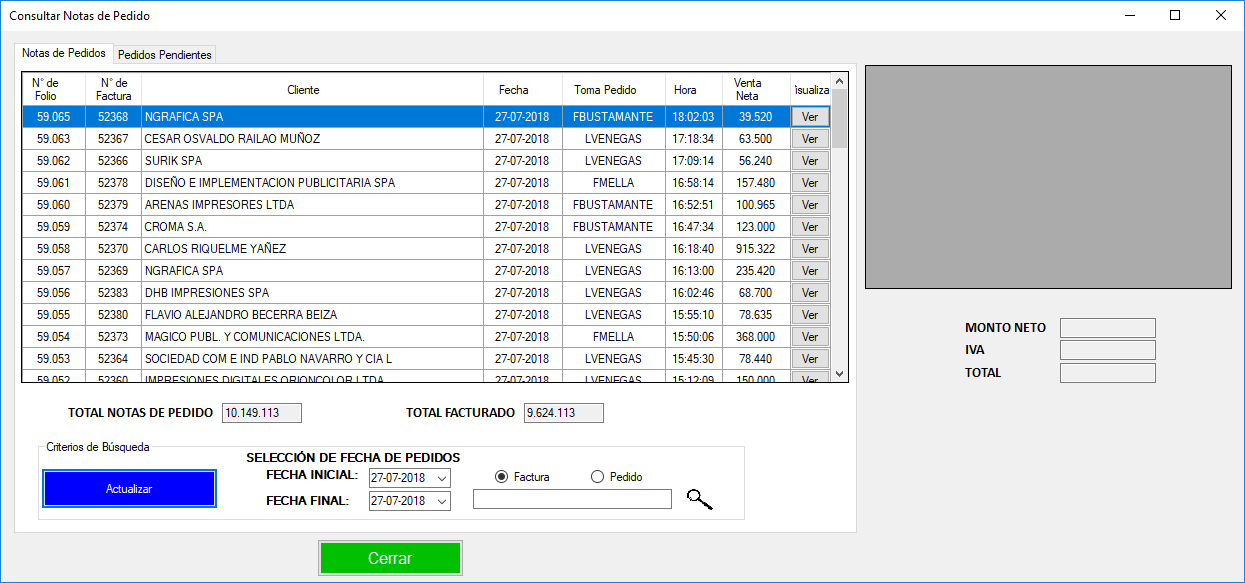 Consultar Notas de Pedido
Notas de Pedidos Pedidos Pendientes
N° de Folio N° de Factura Cliente Fecha Toma Pedido Hora Venta Neta isualiza
59.065 52368 NGRAFICA SPA 27-07-2018 FBUSTAMANTE 18:02:03 39.520 Ver
59.063 52367 CESAR OSVALDO RAILAO MUÑOZ 27-07-2018 LVENEGAS 17:18:34 63.500 Ver
59.062 52366 SURIK SPA 27-07-2018 LVENEGAS 17:09:14 56.240 Ver
59.061 52378 DISEÑO E IMPLEMENTACION PUBLICITARIA SPA 27-07-2018 FMELLA 16:58:14 157.480 Ver
59.060 52379 ARENAS IMPRESORES LTDA 27-07-2018 FBUSTAMANTE 16:52:51 100.965 Ver
59.059 52374 CROMA S.A. 27-07-2018 FBUSTAMANTE 16:47:34 123.000 Ver
59.058 52370 CARLOS RIQUELME YAÑEZ 27-07-2018 LVENEGAS 16:18:40 915.322 Ver
59.057 52369 NGRAFICA SPA 27-07-2018 LVENEGAS 16:13:00 235.420 Ver
59.056 52383 DHB IMPRESIONES SPA 27-07-2018 LVENEGAS 16:02:46 68.700 Ver
59.055 52380 FLAVIO ALEJANDRO BECERRA BEIZA 27-07-2018 LVENEGAS 15:55:10 78.635 Ver
59.054 52373 MAGICO PUBL. Y COMUNICACIONES LTDA. 27-07-2018 FMELLA 15:50:06 368.000 Ver
59.053 52364 SOCIEDAD COM E IND PABLO NAVARRO Y CIA L 27-07-2018 LVENEGAS 15:45:30 78.440 Ver
59.052 52360 IMPRESIONES DIGITALES ORIONCOLOR LTDA 27-07-2018 LVENEGAS 15:12:09 150.000 Ver
MONTO NETO
IVA
TOTAL
TOTAL NOTAS DE PEDIDO 10.149.113 TOTAL FACTURADO 9.624.113
Criterios de Búsqueda
SELECCIÓN DE FECHA DE PEDIDOS
Actualizar
FECHA INICIAL: 27-07-2018 Factura Pedido
FECHA FINAL: 27-07-2018
Cerrar